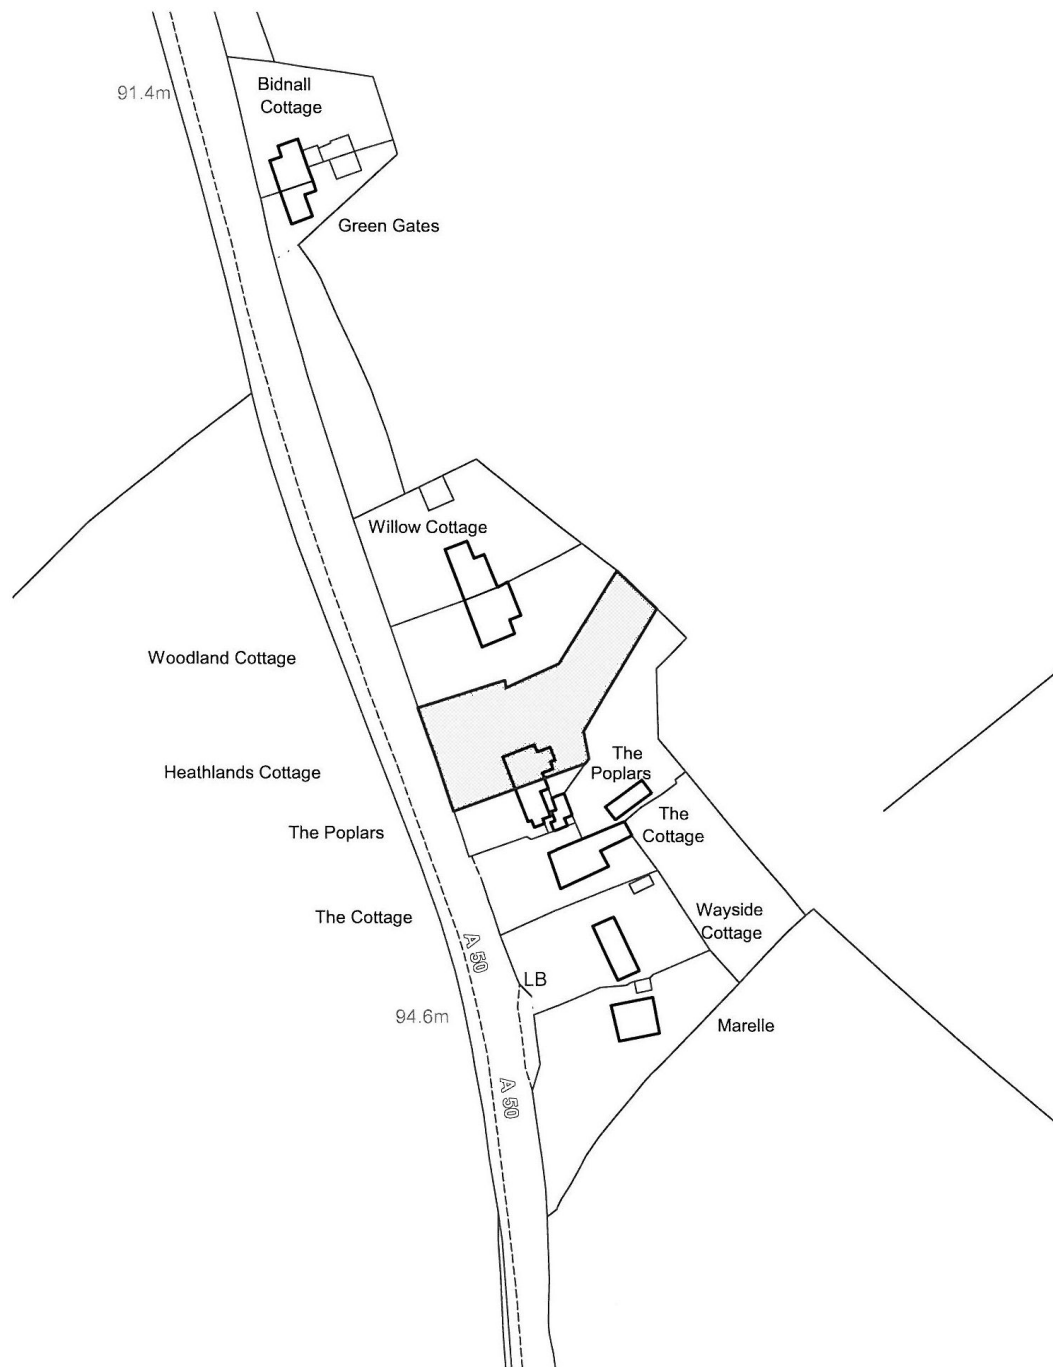 Bidnall
Cottage
91.4m
Green Gates
Willow Cottage
Woodland Cottage
Heathlands Cottage
The
Poplars
The Poplars
The
Cottage
The Cottage
Wayside
Cottage
A 50
LB
94.6m
Marelle
A 50